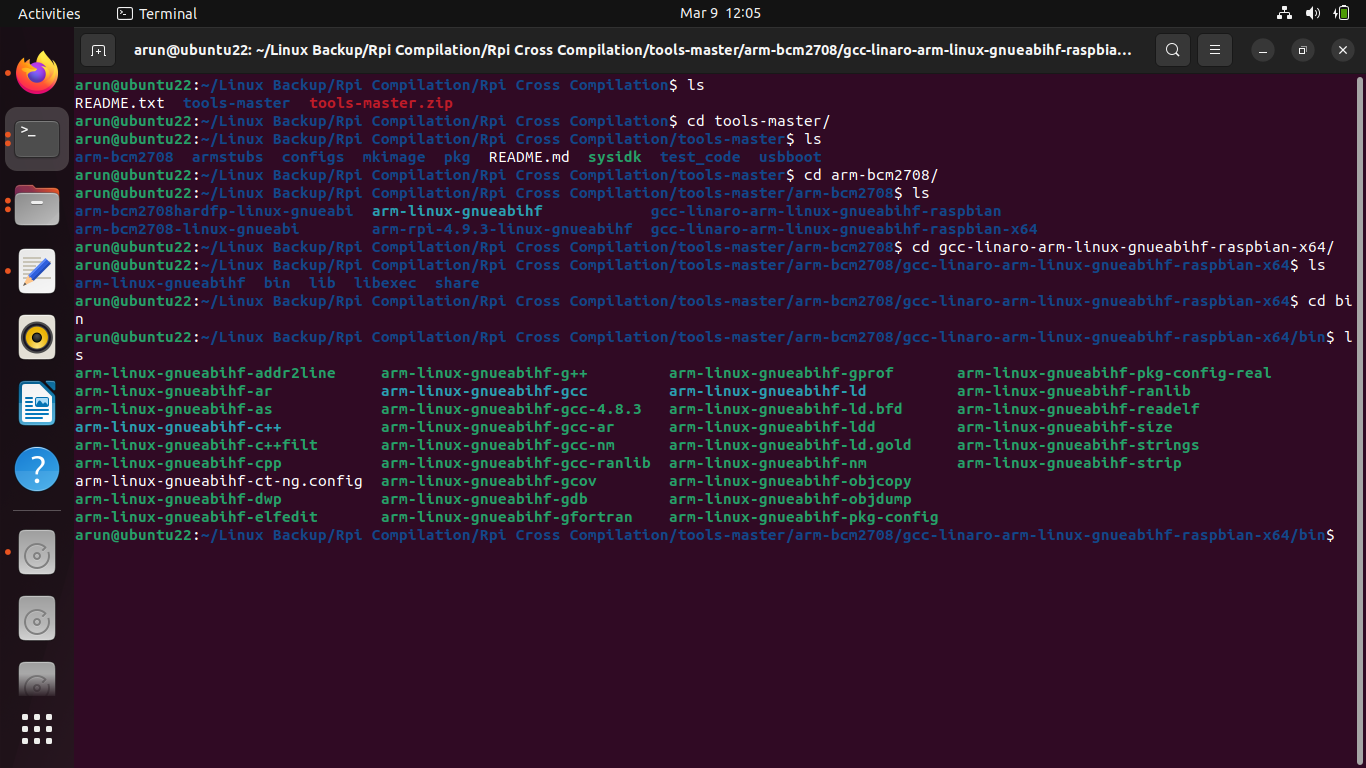 Activities Terminal Mar 9 12:05
arun@ubuntu22: ~/Linux Backup/Rpi Compilation/Rpi Cross Compilation/tools-master/arm-bcm2708/gcc-linaro-arm-linux-gnueabihf-raspbia...
arun@ubuntu22:~/Linux Backup/Rpi Compilation/Rpi Cross Compilation$ ls
README.txt tools-master tools-master.zip
arun@ubuntu22:~/Linux Backup/Rpi Compilation/Rpi Cross Compilation$ cd tools-master/
arun@ubuntu22:~/Linux Backup/Rpi Compilation/Rpi Cross Compilation/tools-master$ ls
arm-bcm2708 armstubs configs mkimage pkg README.md sysidk test_code usbboot
arun@ubuntu22:~/Linux Backup/Rpi Compilation/Rpi Cross Compilation/tools-master$ cd arm-bcm2708/
arun@ubuntu22:~/Linux Backup/Rpi Compilation/Rpi Cross Compilation/tools-master/arm-bcm2708$ ls
arm-bcm2708hardfp-linux-gnueabi arm-linux-gnueabihf gcc-linaro-arm-linux-gnueabihf-raspbian
arm-bcm2708-linux-gnueabi arm-rpi-4.9.3-linux-gnueabihf gcc-linaro-arm-linux-gnueabihf-raspbian-x64
arun@ubuntu22:~/Linux Backup/Rpi Compilation/Rpi Cross Compilation/tools-master/arm-bcm2708$ cd gcc-linaro-arm-linux-gnueabihf-raspbian-x64/
arun@ubuntu22:~/Linux Backup/Rpi Compilation/Rpi Cross Compilation/tools-master/arm-bcm2708/gcc-linaro-arm-linux-gnueabihf-raspbian-x64$ ls
arm-linux-gnueabihf bin lib libexec share
arun@ubuntu22:~/Linux Backup/Rpi Compilation/Rpi Cross Compilation/tools-master/arm-bcm2708/gcc-linaro-arm-linux-gnueabihf-raspbian-x64$ cd bi
n
arun@ubuntu22:~/Linux Backup/Rpi Compilation/Rpi Cross Compilation/tools-master/arm-bcm2708/gcc-linaro-arm-linux-gnueabihf-raspbian-x64/bin$ l
s
arm-linux-gnueabihf-addr2line arm-linux-gnueabihf-g++ arm-linux-gnueabihf-gprof arm-linux-gnueabihf-pkg-config-real
arm-linux-gnueabihf-ar arm-linux-gnueabihf-gcc arm-linux-gnueabihf-ld arm-linux-gnueabihf-ranlib
arm-linux-gnueabihf-as arm-linux-gnueabihf-gcc-4.8.3 arm-linux-gnueabihf-ld.bfd arm-linux-gnueabihf-readelf
arm-linux-gnueabihf-c++ arm-linux-gnueabihf-gcc-ar arm-linux-gnueabihf-ldd arm-linux-gnueabihf-size
arm-linux-gnueabihf-c++filt arm-linux-gnueabihf-gcc-nm arm-linux-gnueabihf-ld.gold arm-linux-gnueabihf-strings
arm-linux-gnueabihf-cpp arm-linux-gnueabihf-gcc-ranlib arm-linux-gnueabihf-nm arm-linux-gnueabihf-strip
arm-linux-gnueabihf-ct-ng.config arm-linux-gnueabihf-gcov arm-linux-gnueabihf-objcopy
arm-linux-gnueabihf-dwp arm-linux-gnueabihf-gdb arm-linux-gnueabihf-objdump
arm-linux-gnueabihf-elfedit arm-linux-gnueabihf-gfortran arm-linux-gnueabihf-pkg-config
arun@ubuntu22:~/Linux Backup/Rpi Compilation/Rpi Cross Compilation/tools-master/arm-bcm2708/gcc-linaro-arm-linux-gnueabihf-raspbian-x64/bin$